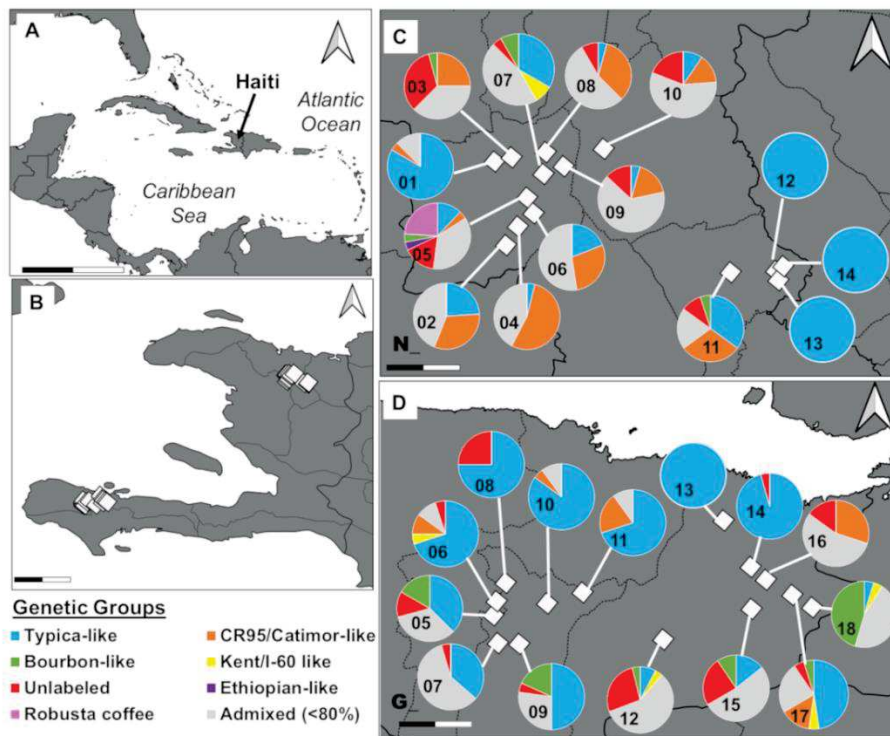 A
Haiti
Atlantic
Ocean
Caribbean
Sea
B
Genetic Groups
Typica-like
CR95/Catimor-like
Bourbon-like
Kent/I-60 like
Unlabeled
Ethiopian-like
Robusta coffee
Admixed (<80%)
C
03
07
08
10
01
09
12
05
06
14
02
04
11
13
N_
D
08
10
13
14
06
11
16
05
18
07
09
12
15
17
G_